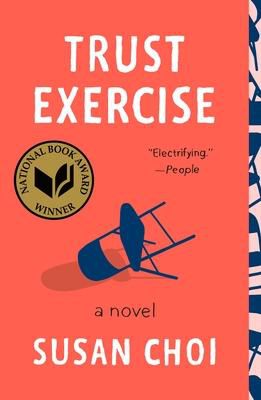 TRUST
EXERCISE
"Electrifying."
—People
NATIONAL BOOK AWARD
WINNER
a novel
SUSAN CHOI